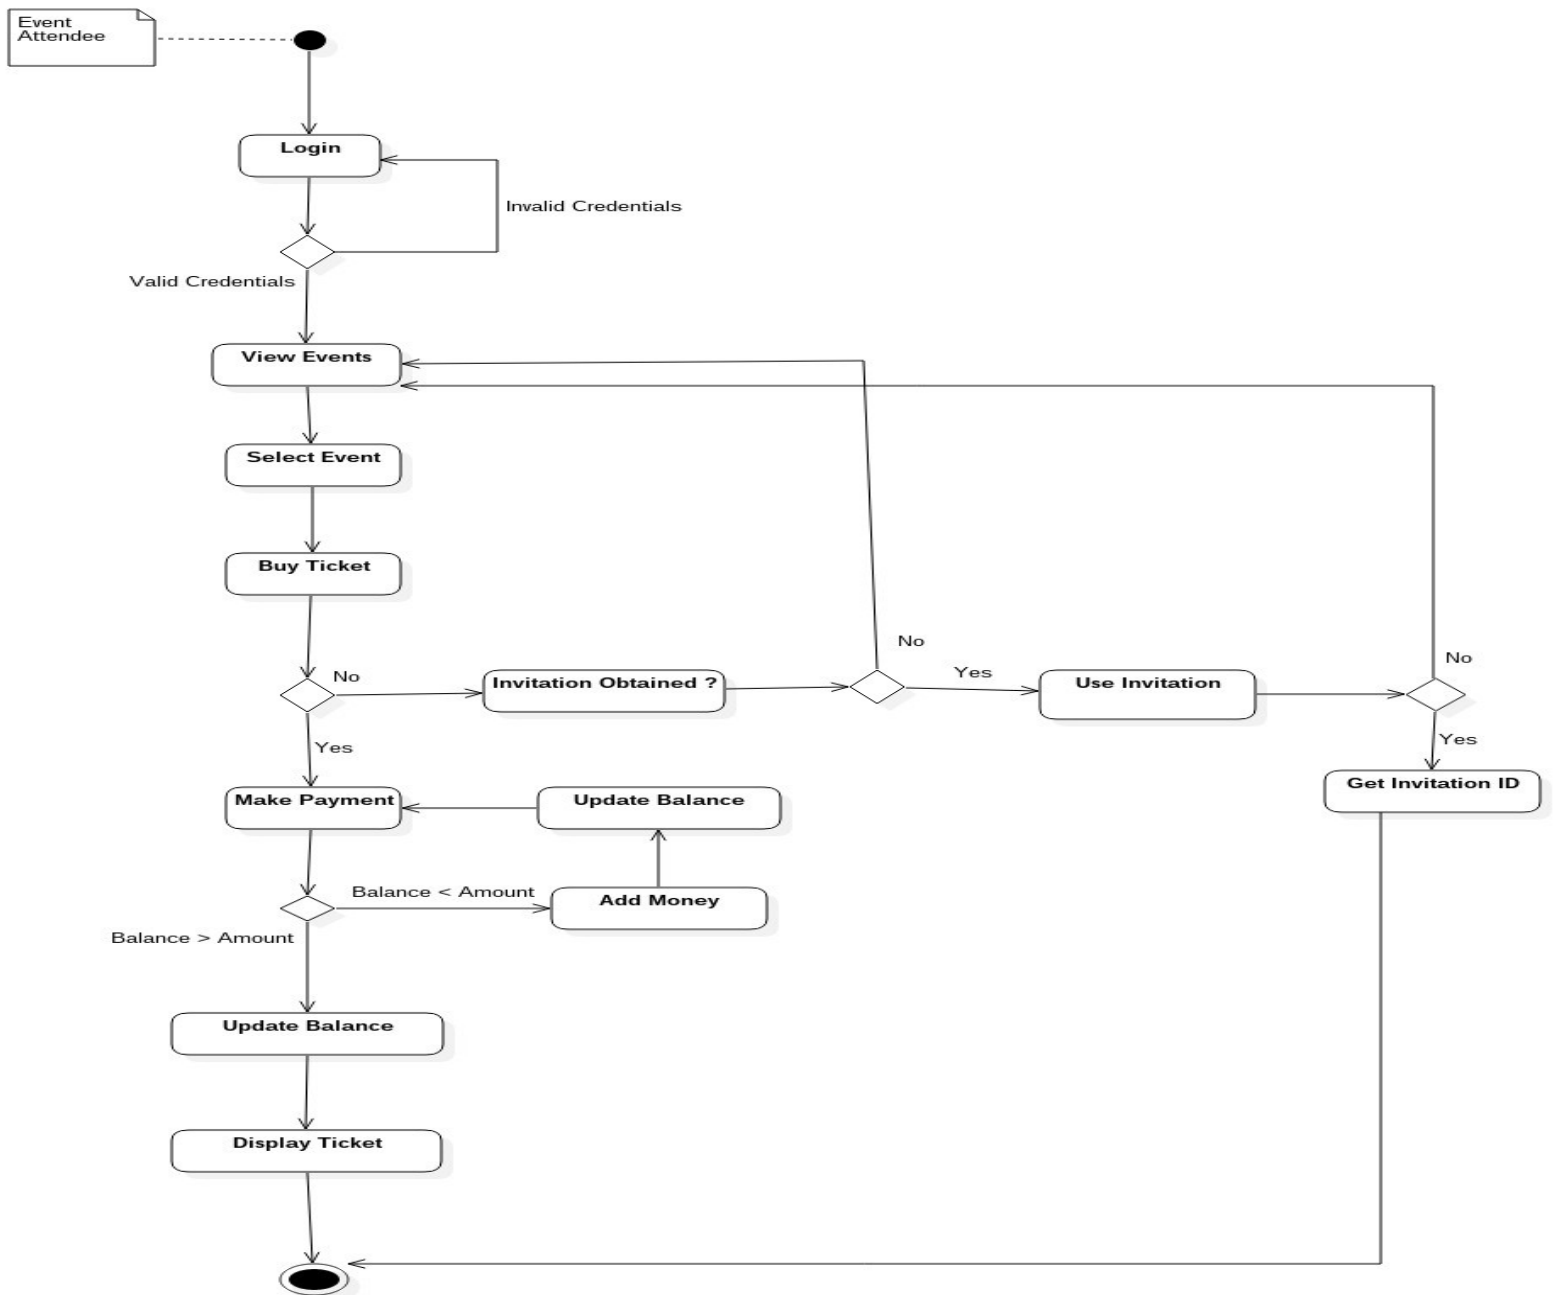 Event
Attendee
Login
Invalid Credentials
Valid Credentials
View Events
Select Event
Buy Ticket
No
No
Yes
No
Invitation Obtained ?
Use Invitation
Yes
Yes
Make Payment
Update Balance
Get Invitation ID
Balance < Amount
Add Money
Balance > Amount
Update Balance
Display Ticket